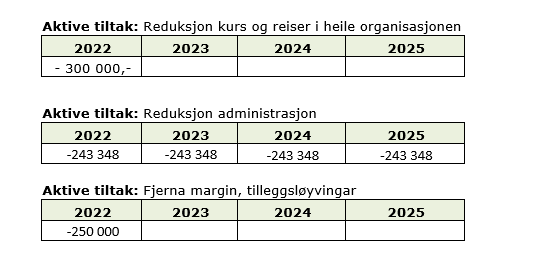 Aktive tiltak: Reduksjon kurs og reiser i heile organisasjonen
2022 2023 2024 2025
- 300 000,-
Aktive tiltak: Reduksjon administrasjon
2022 2023 2024 2025
-243 348 -243 348 -243 348 -243 348
Aktive tiltak: Fjerna margin, tilleggsløyvingar
2022 2023 2024 2025
-250 000